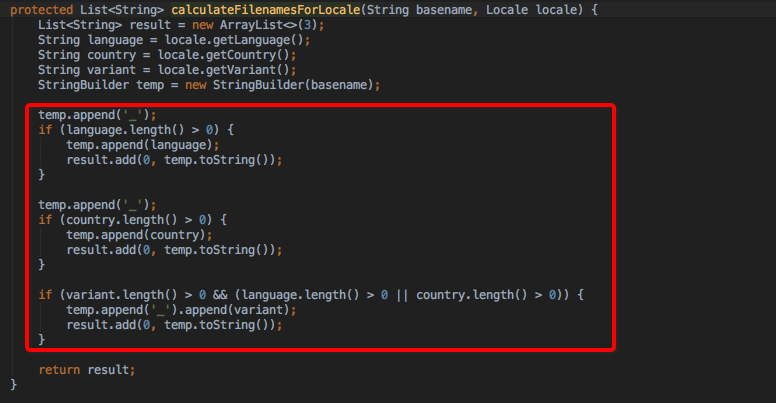 protected List<String> calculateFilenamesForLocale(String basename, Locale locale) {
List<String> result = new ArrayList<>(3);
String language = locale.getLanguage();
String country = locale.getCountry();
String variant = locale.getVariant();
StringBuilder temp = new StringBuilder(basename);
temp.append('_');
if (language.length() > 0) {
temp.append(language);
result.add(0, temp.toString());
}
temp.append('_');
if (country.length() > 0) {
temp.append(country);
result.add(0, temp.toString());
}
if (variant.length() > 0 && (language.length() > 0 || country.length() > 0)) {
temp.append('_').append(variant);
result.add(0, temp.toString());
}
return result;
}